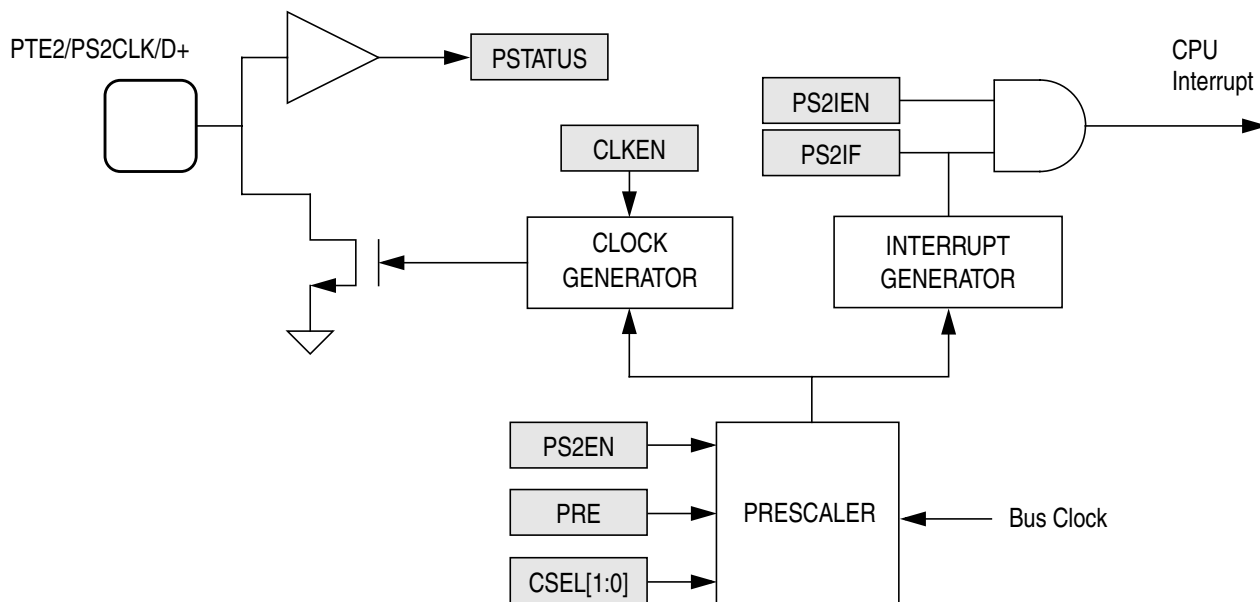 PTE2/PS2CLK/D+
PSTATUS
CPU
Interrupt
PS2IEN
PS2IF
CLKEN
CLOCK
GENERATOR
INTERRUPT
GENERATOR
PS2EN
PRE
CSEL[1:0]
PRESCALER
Bus Clock